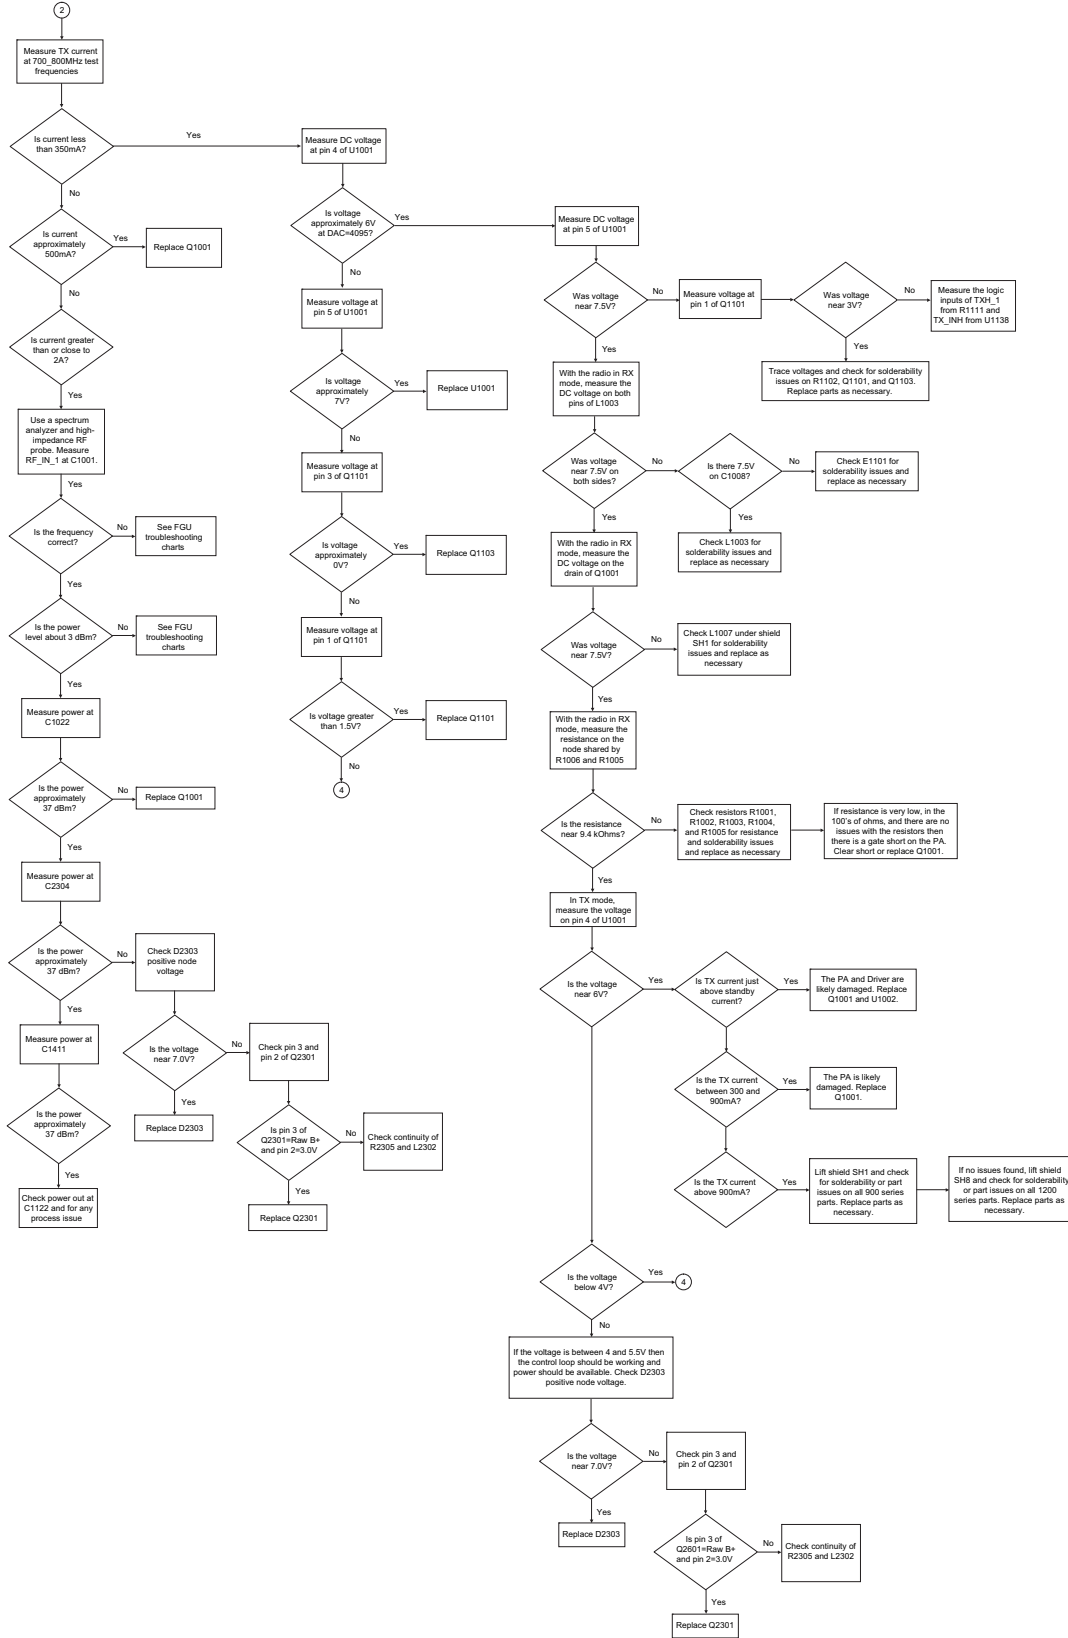 2
Measure TX current
at 700_800MHz test
frequencies
Is current less
than 350mA?
Yes
No
Is current
approximately
500mA?
Yes
Replace Q1001
No
Is current greater
than or close to
2A?
Yes
Use a spectrum
analyzer and high-
impedance RF
probe. Measure
RF_IN_1 at C1001.
Yes
Is the frequency
correct?
No
See FGU
troubleshooting
charts
Yes
Is the power
level about 3 dBm?
No
See FGU
troubleshooting
charts
Yes
Measure power at
C1022
Is the power
approximately
37 dBm?
No
Replace Q1001
Yes
Measure power at
C2304
Is the power
approximately
37 dBm?
No
Check D2303
positive node
voltage
Yes
Measure power at
C1411
Is the power
approximately
37 dBm?
Yes
Check power out at
C1122 and for any
process issue
Is the voltage
near 7.0V?
No
Check pin 3 and
pin 2 of Q2301
Yes
Replace D2303
Is pin 3 of
Q2301=Raw B+
and pin 2=3.0V
No
Check continuity of
R2305 and L2302
Yes
Replace Q2301
Measure DC voltage
at pin 4 of U1001
Is voltage
approximately 6V
at DAC=4095?
Yes
No
Measure voltage at
pin 5 of U1001
Is voltage
approximately
7V?
Yes
Replace U1001
No
Measure voltage at
pin 3 of Q1101
Is voltage
approximately
0V?
Yes
Replace Q1103
No
Measure voltage at
pin 1 of Q1101
Is voltage greater
than 1.5V?
Yes
Replace Q1101
No
4
Measure DC voltage
at pin 5 of U1001
Was voltage
near 7.5V?
No
Measure voltage at
pin 1 of Q1101
Was voltage
near 3V?
No
Measure the logic
inputs of TXH_1
from R1111 and
TX_INH from U1138
Yes
Trace voltages and check for solderability
issues on R1102, Q1101, and Q1103.
Replace parts as necessary.
Yes
With the radio in RX
mode, measure the
DC voltage on both
pins of L1003
Was voltage
near 7.5V on
both sides?
No
Is there 7.5V
on C1008?
No
Check E1101 for
solderability issues and
replace as necessary
Yes
Check L1003 for
solderability issues and
replace as necessary
Yes
With the radio in RX
mode, measure the
DC voltage on the
drain of Q1001
Was voltage
near 7.5V?
No
Check L1007 under shield
SH1 for solderability
issues and replace as
necessary
Yes
With the radio in RX
mode, measure the
resistance on the
node shared by
R1006 and R1005
Is the resistance
near 9.4 kOhms?
No
Check resistors R1001,
R1002, R1003, R1004,
and R1005 for resistance
and solderability issues
and replace as necessary
If resistance is very low, in the
100's of ohms, and there are no
issues with the resistors then
there is a gate short on the PA.
Clear short or replace Q1001.
Yes
In TX mode,
measure the voltage
on pin 4 of U1001
Is the voltage
near 6V?
Yes
Is TX current just
above standby
current?
Yes
The PA and Driver are
likely damaged. Replace
Q1001 and U1002.
Is the TX current
between 300 and
900mA?
Yes
The PA is likely
damaged. Replace
Q1001.
Is the TX current
above 900mA?
Yes
Lift shield SH1 and check
for solderability or part
issues on all 900 series
parts. Replace parts as
necessary.
If no issues found, lift shield
SH8 and check for solderability
or part issues on all 1200
series parts. Replace parts as
necessary.
Is the voltage
below 4V?
Yes
4
No
If the voltage is between 4 and 5.5V then
the control loop should be working and
power should be available. Check D2303
positive node voltage.
Is the voltage
near 7.0V?
No
Check pin 3 and
pin 2 of Q2301
Yes
Replace D2303
Is pin 3 of
Q2601=Raw B+
and pin 2=3.0V
No
Check continuity of
R2305 and L2302
Yes
Replace Q2301